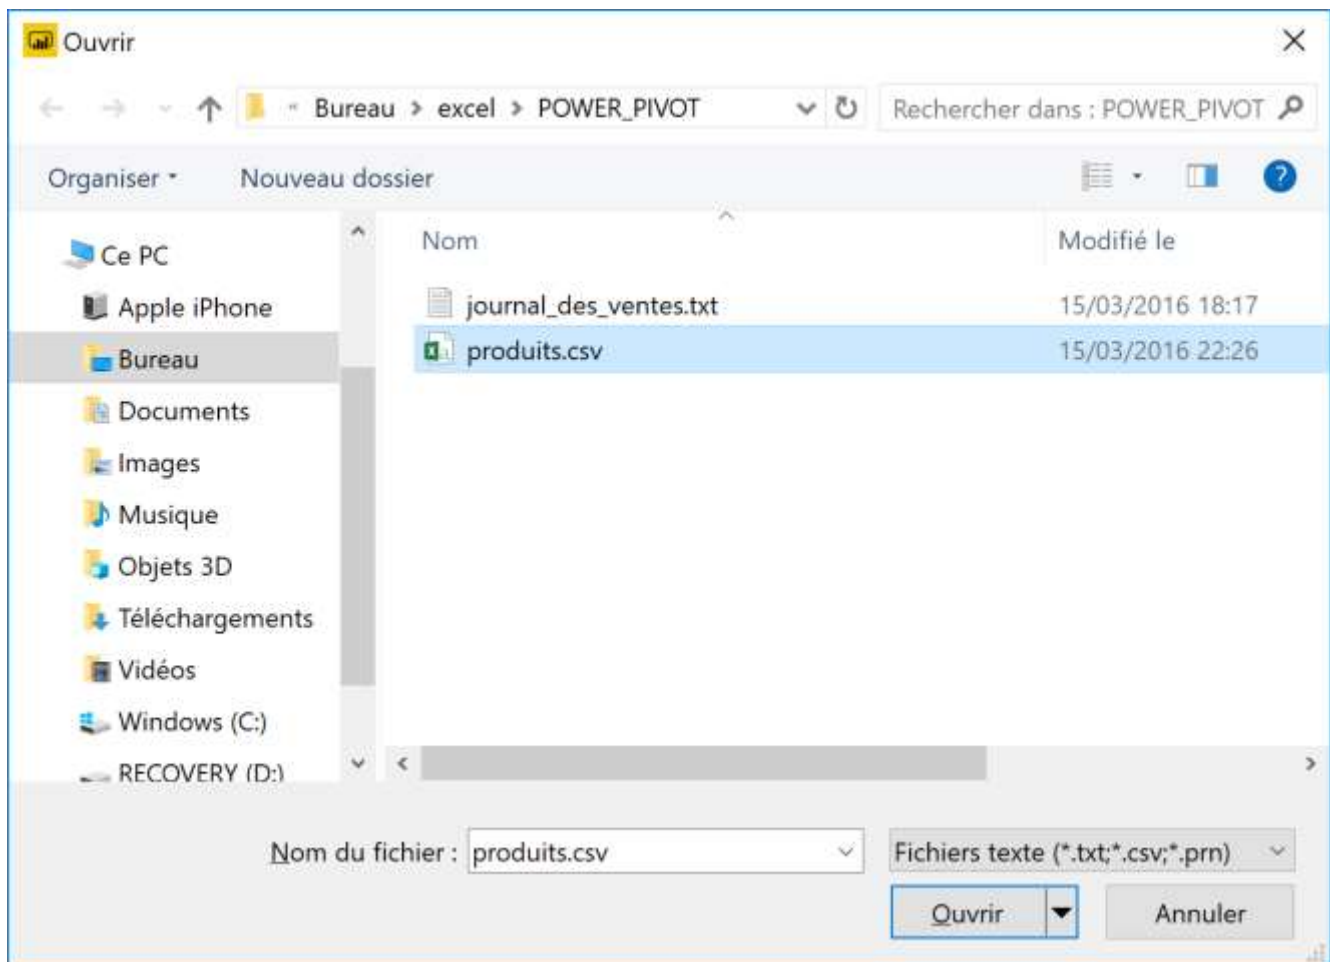 Ouvrir
« Bureau > excel > POWER_PIVOT
Rechercher dans : POWER_PIVOT
Organiser
Nouveau dossier
?
Nom
Modifié le
Ce PC
Apple iPhone
Bureau
Documents
Images
Musique
Objets 3D
Téléchargements
Vidéos
Windows (C:)
RECOVERY (D:)
journal_des_ventes.txt
15/03/2016 18:17
produits.csv
15/03/2016 22:26
Nom du fichier : produits.csv
Fichiers texte (*.txt;*.csv;*.prn)
Ouvrir
Annuler